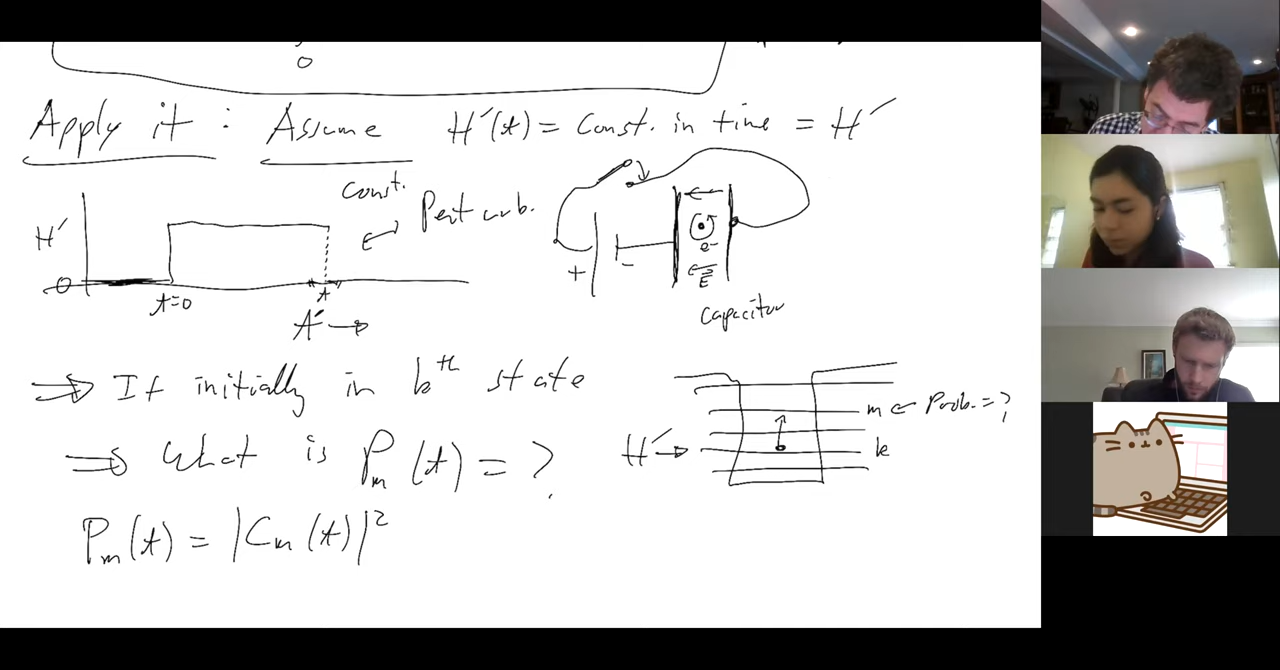 0
Apply it : Assume H′(t) = Const. in time = H′
Const.
Perturb.
H′
0
t=0
t
+
-
e-
E
Capacitor
⇒ If initially in kth state
⇒ What is Pm (t) = ?
H′→
m ← Prob. = ?
k
Pm (t) = |Cm (t)|²